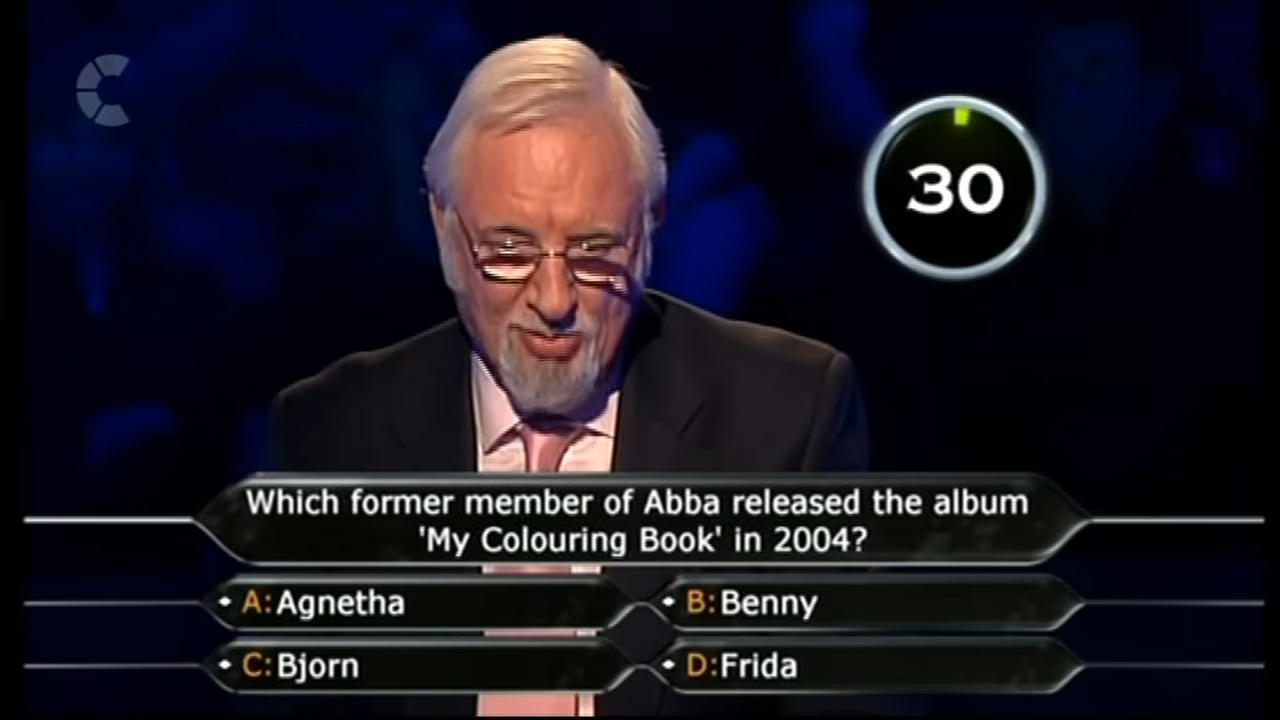 30
Which former member of Abba released the album
'My Colouring Book' in 2004?
A: Agnetha
B: Benny
C: Bjorn
D: Frida